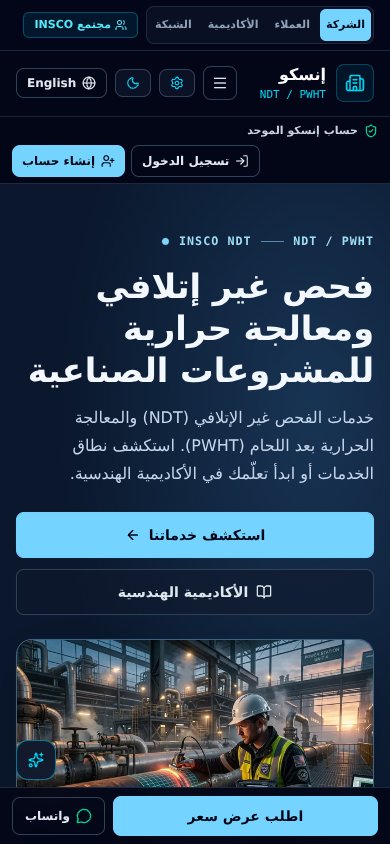 الشركة
العملاء
الأكاديمية
الشبكة
مجتمع INSCO
إنسكو
NDT / PWHT
English
حساب إنسكو الموحد
تسجيل الدخول
إنشاء حساب
INSCO NDT —— NDT / PWHT
فحص غير إتلافي
ومعالجة حرارية
للمشروعات الصناعية
خدمات الفحص غير الإتلافي (NDT) والمعالجة
الحرارية بعد اللحام (PWHT). استكشف نطاق
الخدمات أو ابدأ تعلّمك في الأكاديمية الهندسية.
استكشف خدماتنا
الأكاديمية الهندسية
اطلب عرض سعر
واتساب